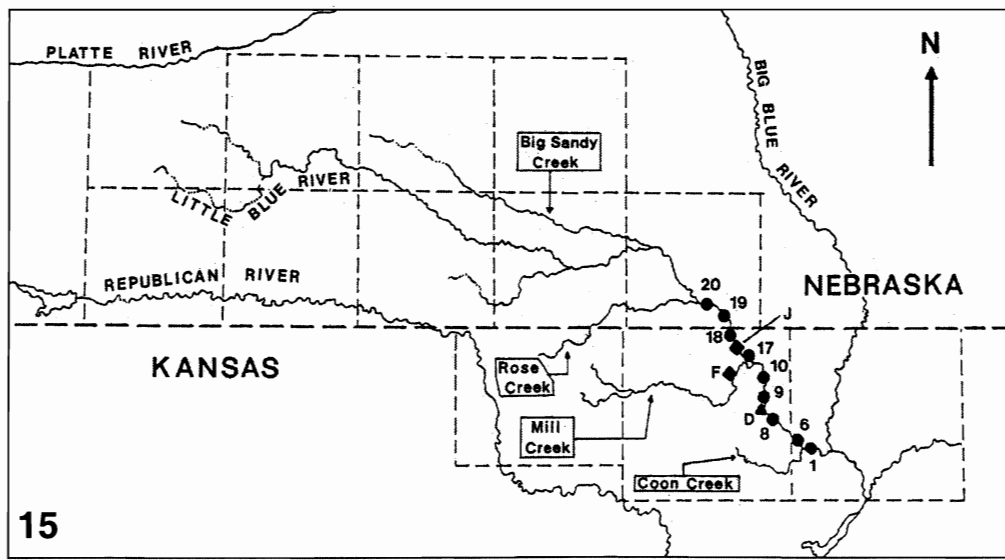 PLATTE RIVER
N
BIG BLUE RIVER
Big Sandy
Creek
LITTLE BLUE RIVER
REPUBLICAN RIVER
NEBRASKA
20
19
J
18
17
KANSAS
10
F
Rose
Creek
9
D
8
Mill
Creek
6
1
Coon Creek
15